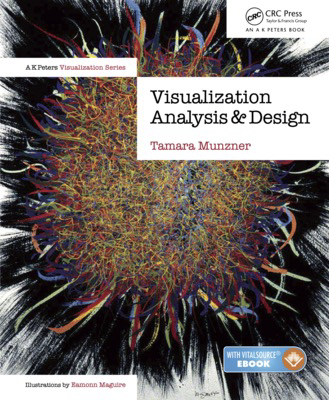 CRC Press
Taylor & Francis Group
AN A K PETERS BOOK
A K Peters Visualization Series
Visualization
Analysis & Design
Tamara Munzner
WITH VITALSOURCE®
EBOOK
Illustrations by Eamonn Maguire